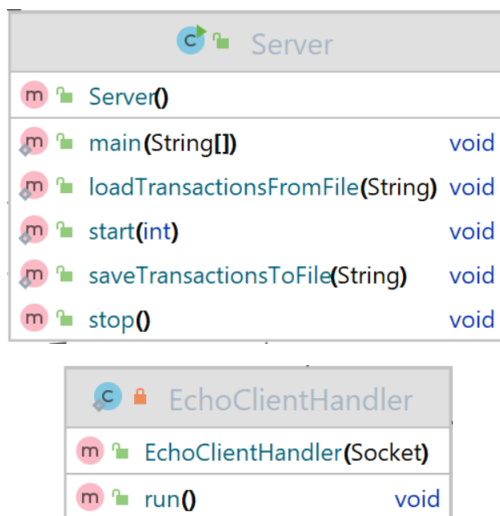 Server
Server()
main(String[]) void
loadTransactionsFromFile(String) void
start(int) void
saveTransactionsToFile(String) void
stop() void
EchoClientHandler
EchoClientHandler(Socket)
run() void